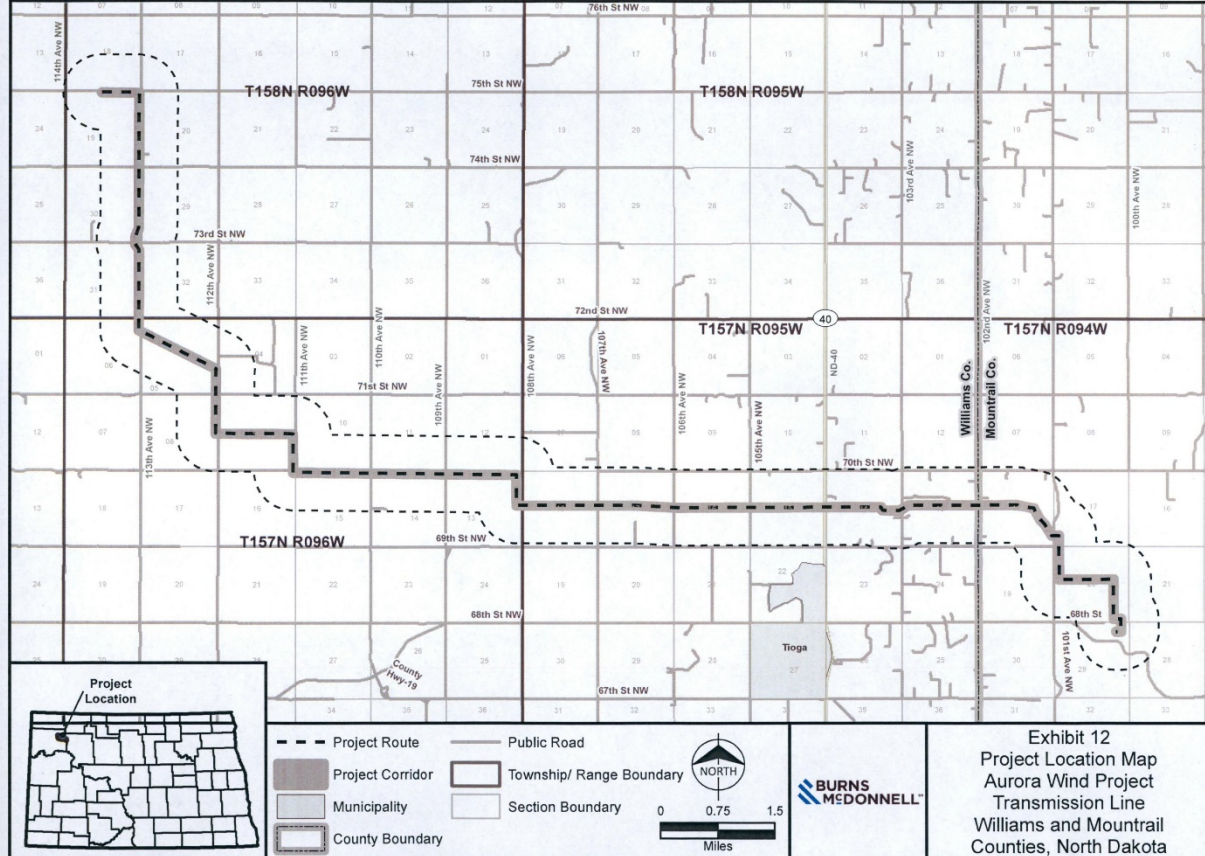 76th St NW
114th Ave NW
T158N R096W
75th St NW
T158N R095W
74th St NW
103rd Ave NW
100th Ave NW
73rd St NW
112th Ave NW
72nd St NW
T157N R095W
40
102nd Ave NW
T157N R094W
111th Ave NW
110th Ave NW
109th Ave NW
108th Ave NW
107th Ave NW
106th Ave NW
105th Ave NW
ND-40
Williams Co.
Mountrail Co.
71st St NW
113th Ave NW
70th St NW
T157N R096W
69th St NW
68th St NW
68th St
101st Ave NW
Tioga
County
Hwy-19
67th St NW
Project
Location
Project Route
Project Corridor
Municipality
County Boundary
Public Road
Township/ Range Boundary
Section Boundary
NORTH
0 0.75 1.5
Miles
BURNS
MCDONNELL
Exhibit 12
Project Location Map
Aurora Wind Project
Transmission Line
Williams and Mountrail
Counties, North Dakota